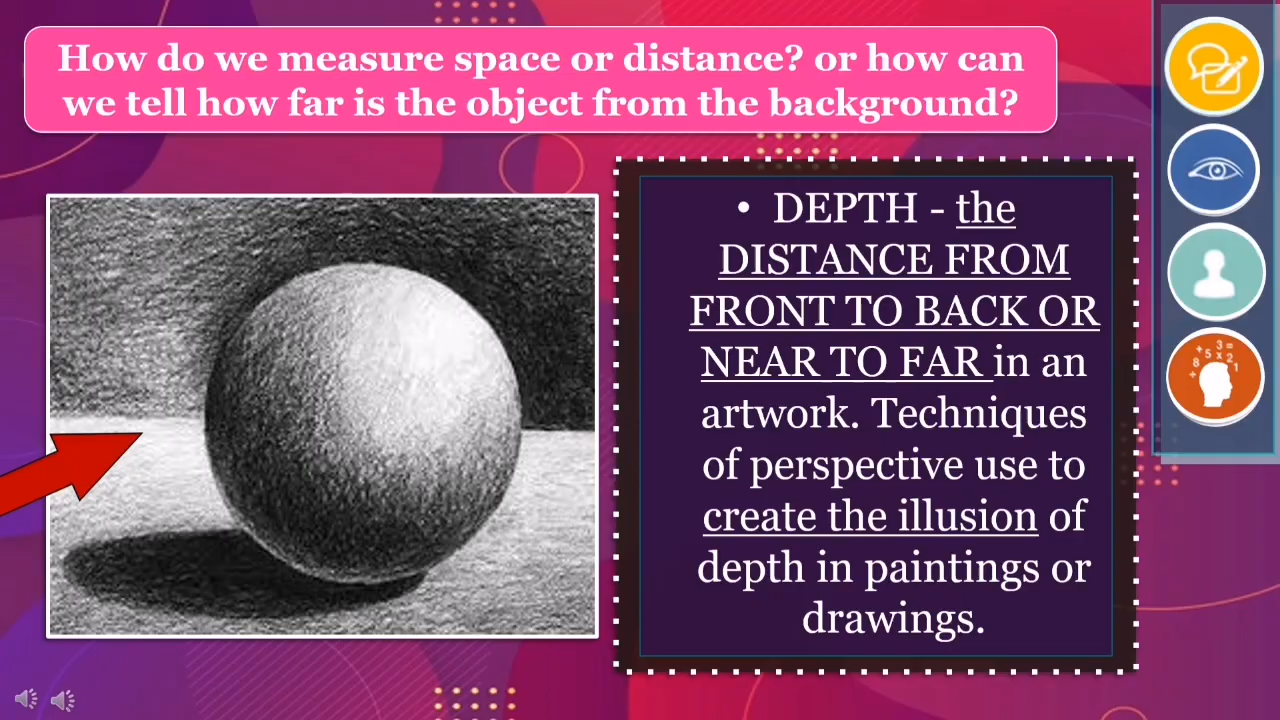 How do we measure space or distance? or how can
we tell how far is the object from the background?
• DEPTH - the
DISTANCE FROM
FRONT TO BACK OR
NEAR TO FAR in an
artwork. Techniques
of perspective use to
create the illusion of
depth in paintings or
drawings.